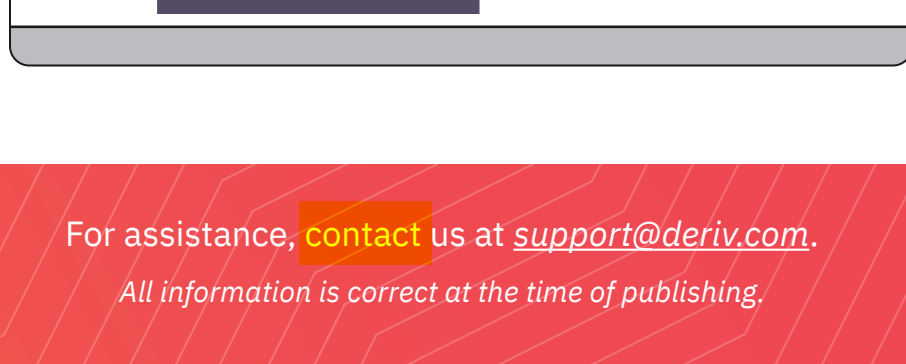 For assistance, contact us at support@deriv.com.
All information is correct at the time of publishing.